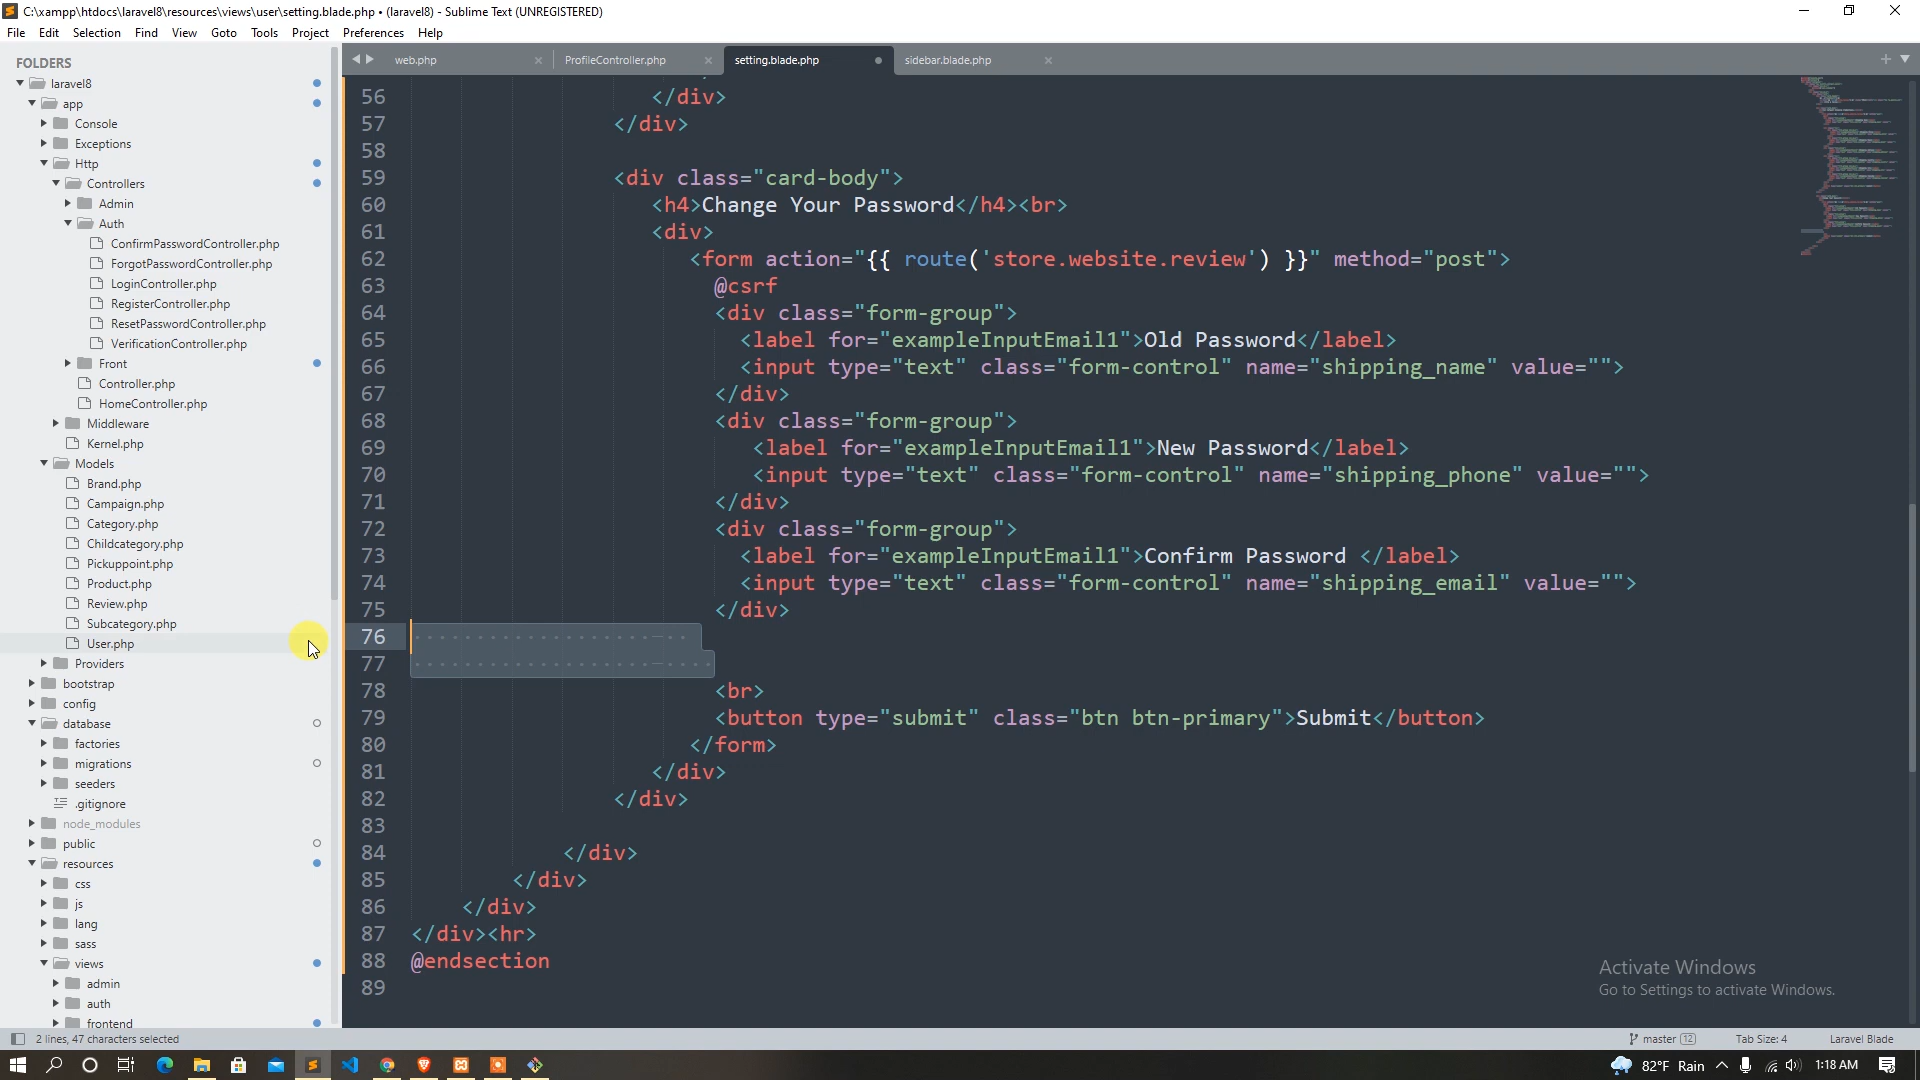 C:\xampp\htdocs\laravel8\resources\views\user\setting.blade.php • (laravel8) - Sublime Text (UNREGISTERED)
File Edit Selection Find View Goto Tools Project Preferences Help
FOLDERS
laravel8
app
Console
Exceptions
Http
Controllers
Admin
Auth
ConfirmPasswordController.php
ForgotPasswordController.php
LoginController.php
RegisterController.php
ResetPasswordController.php
VerificationController.php
Front
Controller.php
HomeController.php
Middleware
Kernel.php
Models
Brand.php
Campaign.php
Category.php
Childcategory.php
Pickuppoint.php
Product.php
Review.php
Subcategory.php
User.php
Providers
bootstrap
config
database
factories
migrations
seeders
.gitignore
node_modules
public
resources
css
js
lang
sass
views
admin
auth
frontend
web.php ProfileController.php setting.blade.php sidebar.blade.php
56 </div>
57 </div>
58
59 <div class="card-body">
60 <h4>Change Your Password</h4><br>
61 <div>
62 <form action="{{ route('store.website.review') }}" method="post">
63 @csrf
64 <div class="form-group">
65 <label for="exampleInputEmail1">Old Password</label>
66 <input type="text" class="form-control" name="shipping_name" value="">
67 </div>
68 <div class="form-group">
69 <label for="exampleInputEmail1">New Password</label>
70 <input type="text" class="form-control" name="shipping_phone" value="">
71 </div>
72 <div class="form-group">
73 <label for="exampleInputEmail1">Confirm Password </label>
74 <input type="text" class="form-control" name="shipping_email" value="">
75 </div>
76
77
78 <br>
79 <button type="submit" class="btn btn-primary">Submit</button>
80 </form>
81 </div>
82 </div>
83
84 </div>
85 </div>
86 </div>
87 </div><hr>
88 @endsection
89
Activate Windows
Go to Settings to activate Windows.
2 lines, 47 characters selected master 12 Tab Size: 4 Laravel Blade
82°F Rain 1:18 AM